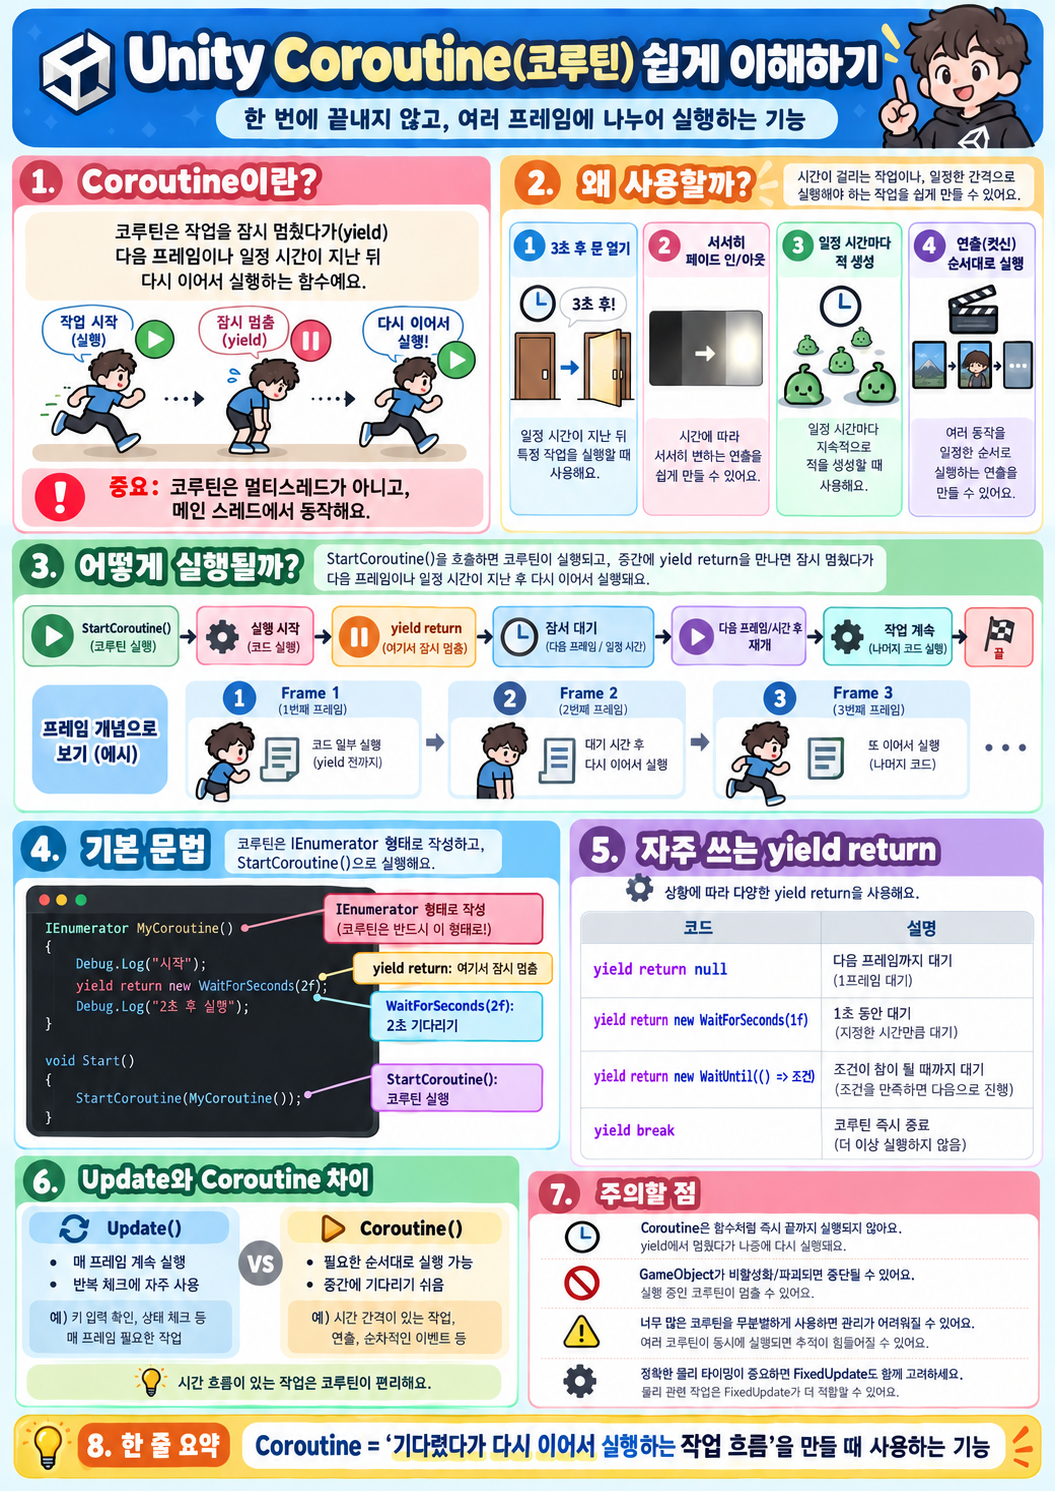 Unity Coroutine(코루틴) 쉽게 이해하기
한 번에 끝내지 않고, 여러 프레임에 나누어 실행하는 기능
1. Coroutine이란?
코루틴은 작업을 잠시 멈췄다가(yield)
다음 프레임이나 일정 시간이 지난 뒤
다시 이어서 실행하는 함수예요.
작업 시작
(실행)
잠시 멈춤
(yield)
다시 이어서
실행!
중요: 코루틴은 멀티스레드가 아니고,
메인 스레드에서 동작해요.
2. 왜 사용할까?
시간이 걸리는 작업이나, 일정한 간격으로
실행해야 하는 작업을 쉽게 만들 수 있어요.
1 3초 후 문 열기
3초 후!
일정 시간이 지난 뒤
특정 작업을 실행할 때
사용해요.
2 서서히
페이드 인/아웃
시간에 따라
서서히 변하는 연출을
쉽게 만들 수 있어요.
3 일정 시간마다
적 생성
일정 시간마다
지속적으로
적을 생성할 때
사용해요.
4 연출(컷신)
순서대로 실행
여러 동작을
일정한 순서로
실행하는 연출을
만들 수 있어요.
3. 어떻게 실행될까?
StartCoroutine()을 호출하면 코루틴이 실행되고, 중간에 yield return을 만나면 잠시 멈췄다가
다음 프레임이나 일정 시간이 지난 후 다시 이어서 실행돼요.
StartCoroutine()
(코루틴 실행)
실행 시작
(코드 실행)
yield return
(여기서 잠시 멈춤)
잠서 대기
(다음 프레임 / 일정 시간)
다음 프레임/시간 후
재개
작업 계속
(나머지 코드 실행)
끝
프레임 개념으로
보기 (에시)
1 Frame 1
(1번째 프레임)
코드 일부 실행
(yield 전까지)
2 Frame 2
(2번째 프레임)
대기 시간 후
다시 이어서 실행
3 Frame 3
(3번째 프레임)
또 이어서 실행
(나머지 코드)
4. 기본 문법
코루틴은 IEnumerator 형태로 작성하고,
StartCoroutine()으로 실행해요.
IEnumerator MyCoroutine()
{
Debug.Log("시작");
yield return new WaitForSeconds(2f);
Debug.Log("2초 후 실행");
}
void Start()
{
StartCoroutine(MyCoroutine());
}
IEnumerator 형태로 작성
(코루틴은 반드시 이 형태로!)
yield return: 여기서 잠시 멈춤
WaitForSeconds(2f):
2초 기다리기
StartCoroutine():
코루틴 실행
5. 자주 쓰는 yield return
상황에 따라 다양한 yield return을 사용해요.
코드 설명
yield return null
다음 프레임까지 대기
(1프레임 대기)
yield return new WaitForSeconds(1f)
1초 동안 대기
(지정한 시간만큼 대기)
yield return new WaitUntil(() => 조건)
조건이 참이 될 때까지 대기
(조건을 만족하면 다음으로 진행)
yield break
코루틴 즉시 종료
(더 이상 실행하지 않음)
6. Update와 Coroutine 차이
Update()
• 매 프레임 계속 실행
• 반복 체크에 자주 사용
예) 키 입력 확인, 상태 체크 등
매 프레임 필요한 작업
VS
Coroutine()
• 필요한 순서대로 실행 가능
• 중간에 기다리기 쉬움
예) 시간 간격이 있는 작업,
연출, 순차적인 이벤트 등
시간 흐름이 있는 작업은 코루틴이 편리해요.
7. 주의할 점
Coroutine은 함수처럼 즉시 끝까지 실행되지 않아요.
yield에서 멈췄다가 나중에 다시 실행돼요.
GameObject가 비활성화/파괴되면 중단될 수 있어요.
실행 중인 코루틴이 멈출 수 있어요.
너무 많은 코루틴을 무분별하게 사용하면 관리가 어려워질 수 있어요.
여러 코루틴이 동시에 실행되면 추적이 힘들어질 수 있어요.
정확한 물리 타이밍이 중요하면 FixedUpdate도 함께 고려하세요.
물리 관련 작업은 FixedUpdate가 더 적합할 수 있어요.
8. 한 줄 요약
Coroutine = '기다렸다가 다시 이어서 실행하는 작업 흐름'을 만들 때 사용하는 기능